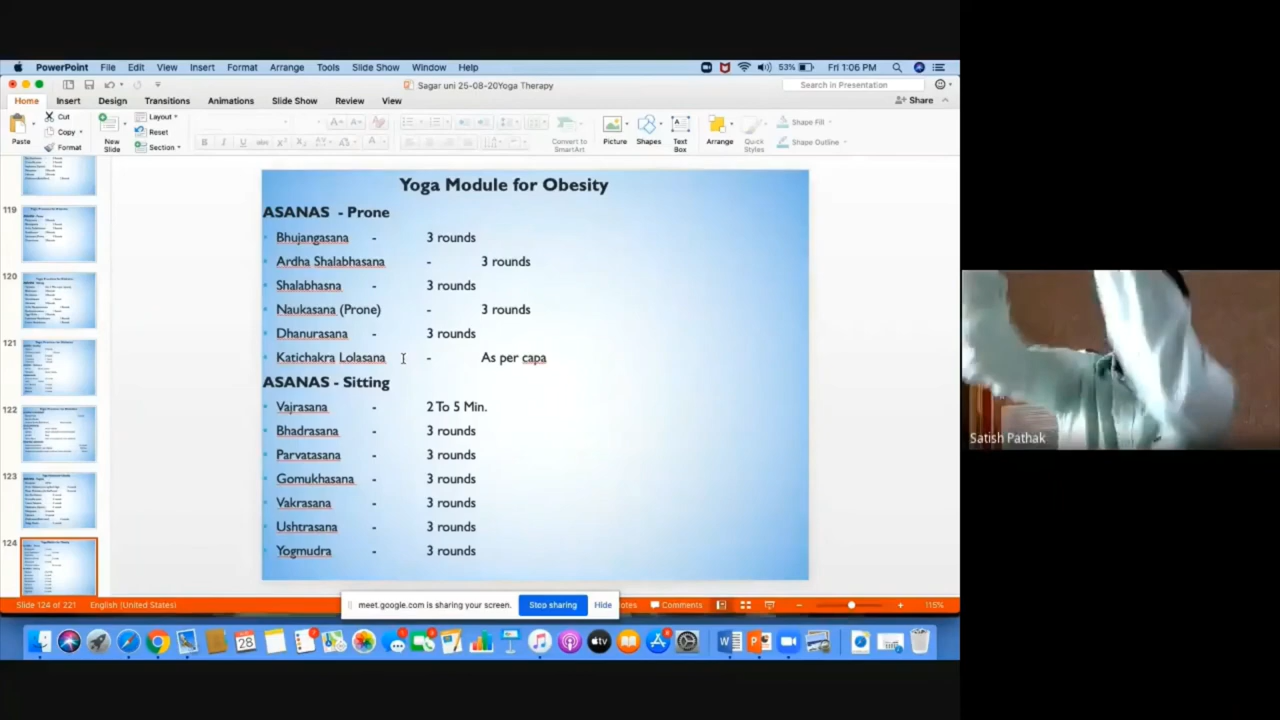 PowerPoint File Edit View Insert Format Arrange Tools Slide Show Window Help 53% Fri 1:06 PM
Sagar uni 25-08-20Yoga Therapy
Search in Presentation
Home Insert Design Transitions Animations Slide Show Review View
Share
Paste
Cut
Copy
Format
New Slide
Layout
Reset
Section
Convert to SmartArt
Picture
Shapes
Text Box
Arrange
Quick Styles
Shape Fill
Shape Outline
119
120
121
122
123
124
Yoga Module for Obesity
ASANAS - Prone
Bhujangasana - 3 rounds
Ardha Shalabhasana - 3 rounds
Shalabhasna - 3 rounds
Naukasana (Prone) - 3 rounds
Dhanurasana - 3 rounds
Katichakra Lolasana - As per capa
ASANAS - Sitting
Vajrasana - 2 To 5 Min.
Bhadrasana - 3 rounds
Parvatasana - 3 rounds
Gomukhasana - 3 rounds
Vakrasana - 3 rounds
Ushtrasana - 3 rounds
Yogmudra - 3 rounds
Satish Pathak
meet.google.com is sharing your screen. Stop sharing Hide
Slide 124 of 221 English (United States) otes Comments 115%
28